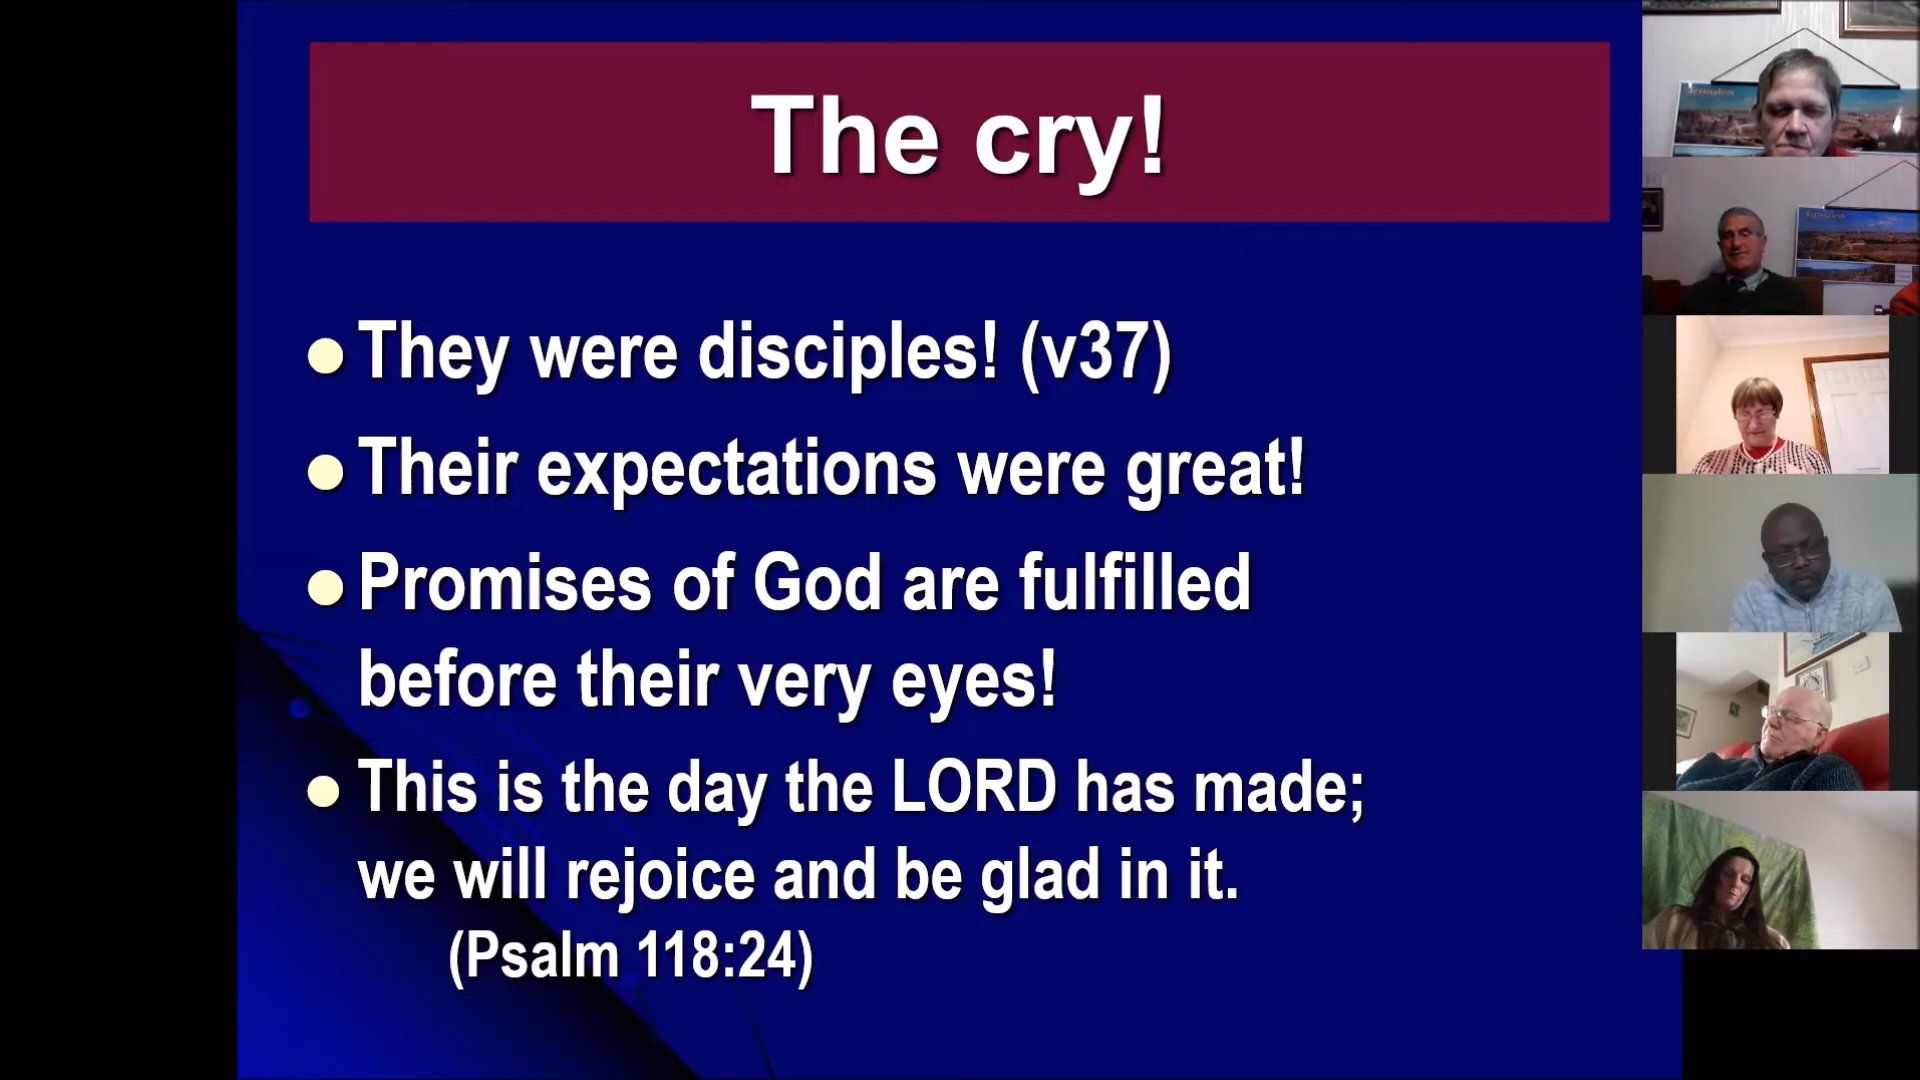 The cry!
They were disciples! (v37)
Their expectations were great!
Promises of God are fulfilled
before their very eyes!
This is the day the LORD has made;
we will rejoice and be glad in it.
(Psalm 118:24)
Jerusalem
Jerusalem